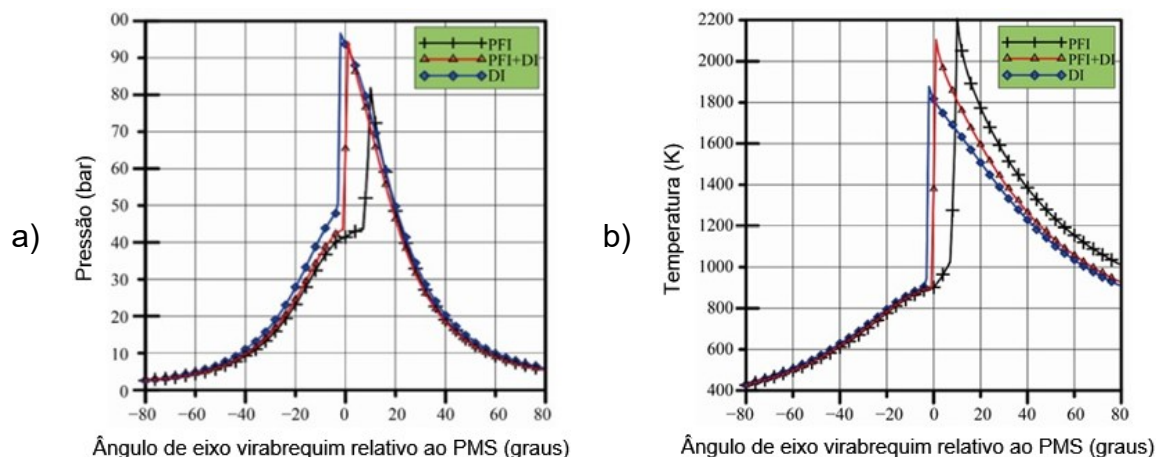 a)
Pressão (bar)
00
90
80
70
60
50
40
30
20
10
0
−80 −60 −40 −20 0 20 40 60 80
PFI
PFI+DI
DI
Ângulo de eixo virabrequim relativo ao PMS (graus)
b)
Temperatura (K)
2200
2000
1800
1600
1400
1200
1000
800
600
400
−80 −60 −40 −20 0 20 40 60 80
PFI
PFI+DI
DI
Ângulo de eixo virabrequim relativo ao PMS (graus)